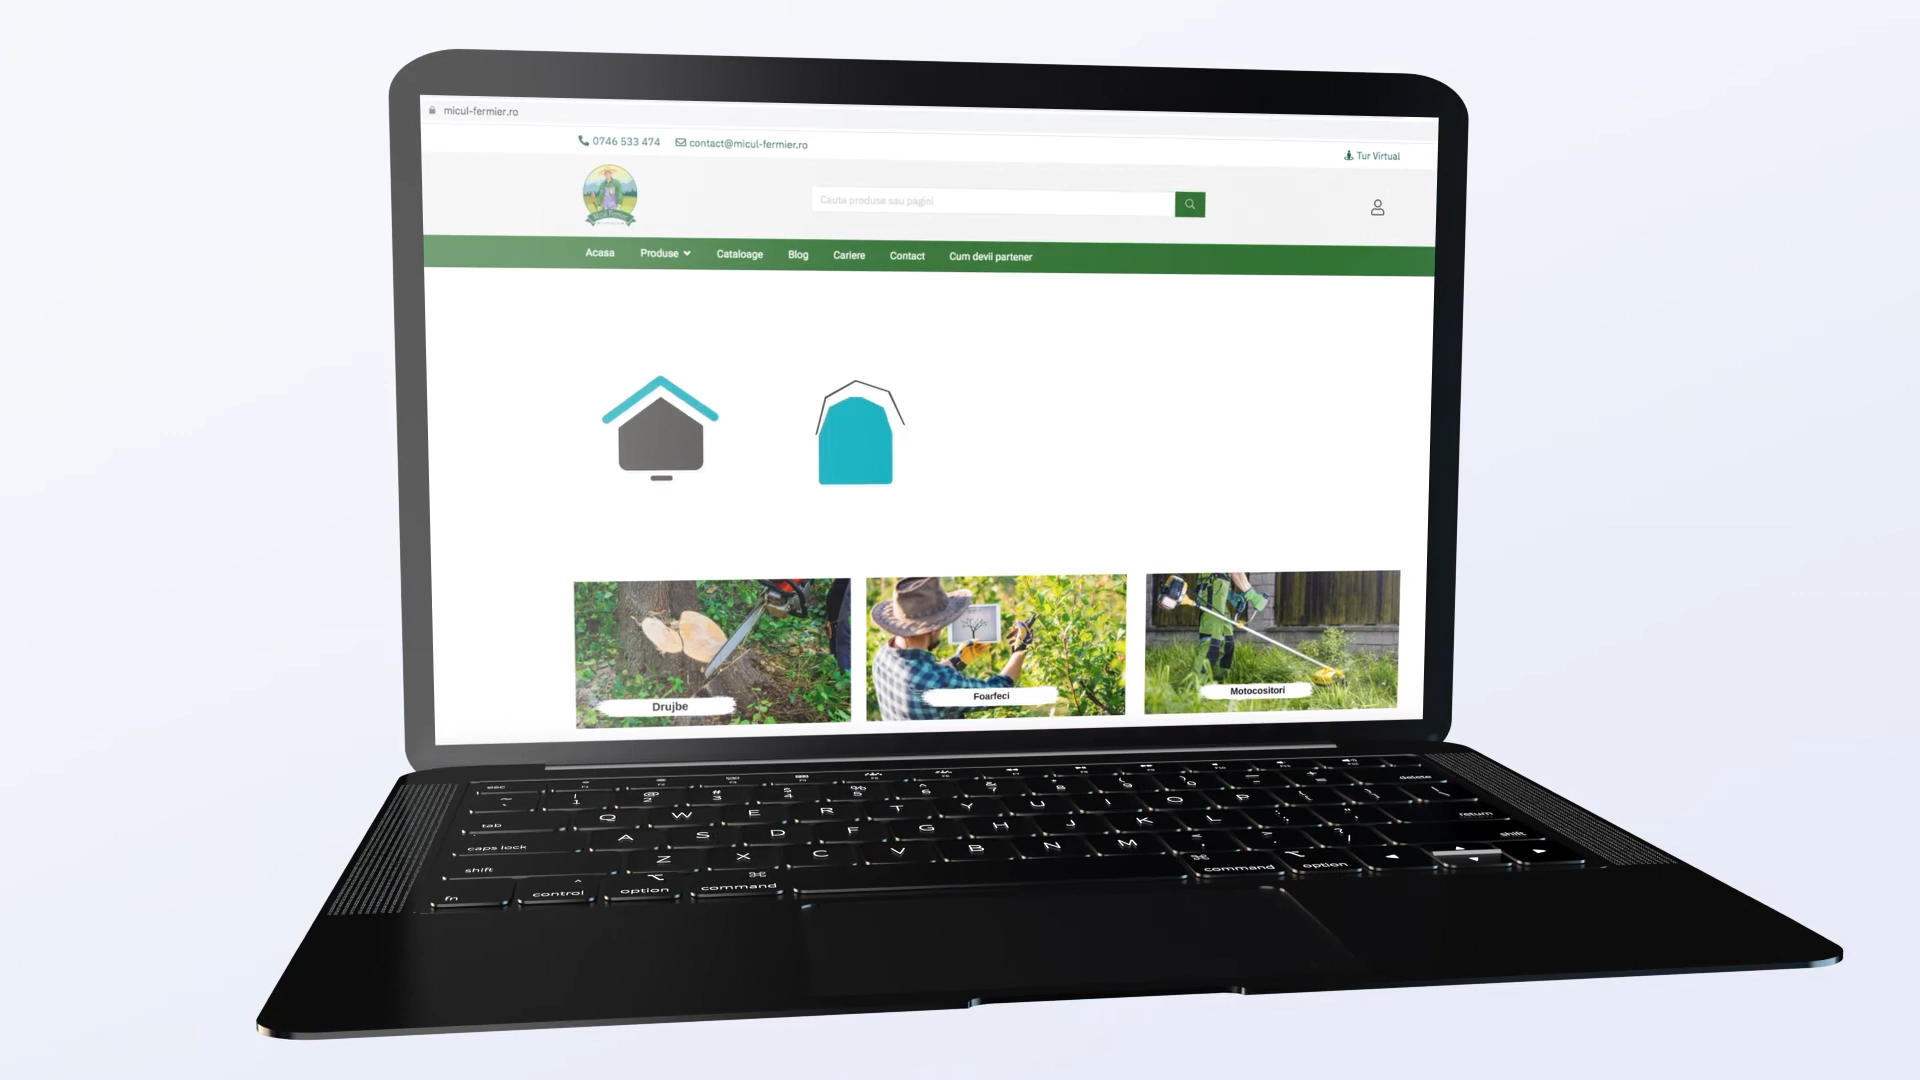 micul-fermier.ro
0746 533 474 contact@micul-fermier.ro
Tur Virtual
Micul Fermier
Cauta produse sau pagini
Acasa Produse Cataloage Blog Cariere Contact Cum devii partener
Drujbe
Foarfeci
Motocositori
esc
delete
tab Q W E R T Y U I O P
caps lock A S D F G H J K L return
shift Z X C V B N M shift
fn control option command command option